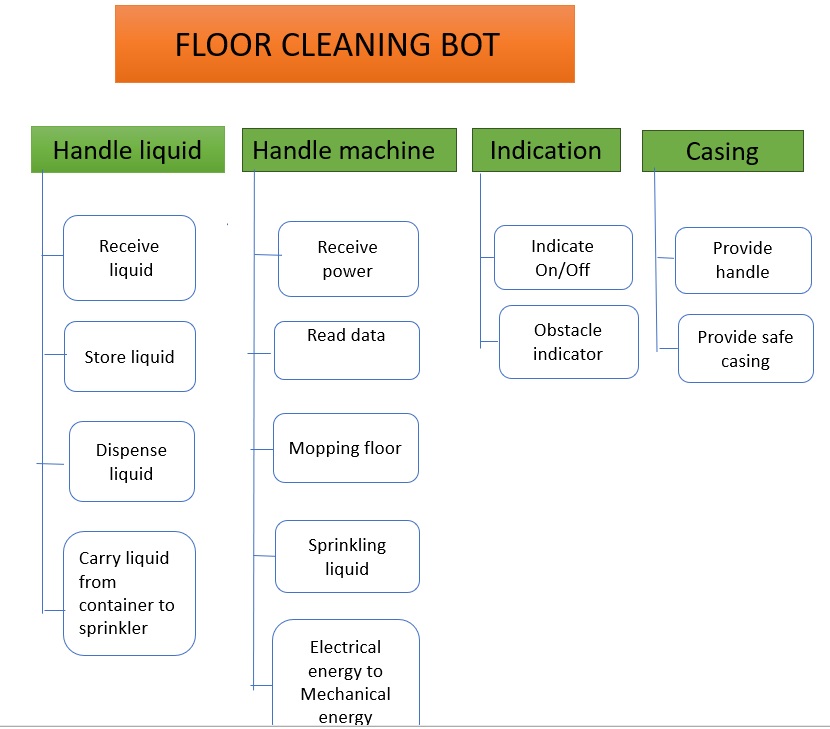 FLOOR CLEANING BOT
Handle liquid
Receive
liquid
Store liquid
Dispense
liquid
Carry liquid
from
container to
sprinkler
Handle machine
Receive
power
Read data
Mopping floor
Sprinkling
liquid
Electrical
energy to
Mechanical
energy
Indication
Indicate
On/Off
Obstacle
indicator
Casing
Provide
handle
Provide safe
casing